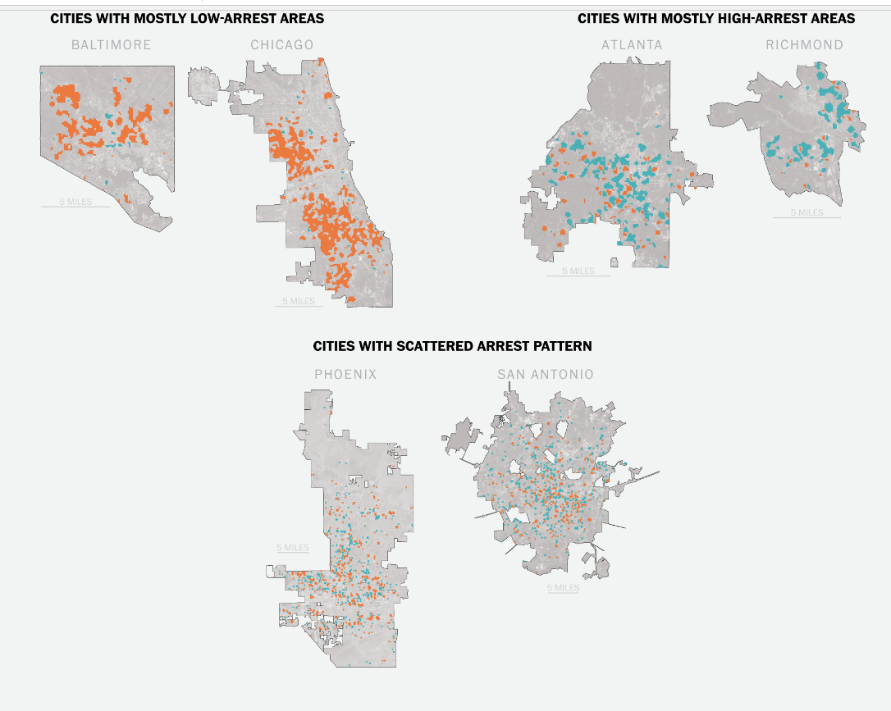 CITIES WITH MOSTLY LOW-ARREST AREAS
BALTIMORE
CHICAGO
5 MILES
5 MILES
CITIES WITH MOSTLY HIGH-ARREST AREAS
ATLANTA
RICHMOND
5 MILES
5 MILES
CITIES WITH SCATTERED ARREST PATTERN
PHOENIX
SAN ANTONIO
5 MILES
5 MILES